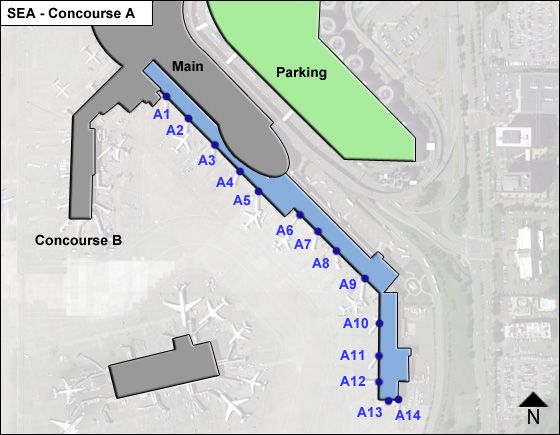 SEA - Concourse A
Main
Parking
A1
A2
A3
A4
A5
A6
A7
A8
A9
Concourse B
A10
A11
A12
A13
A14
N